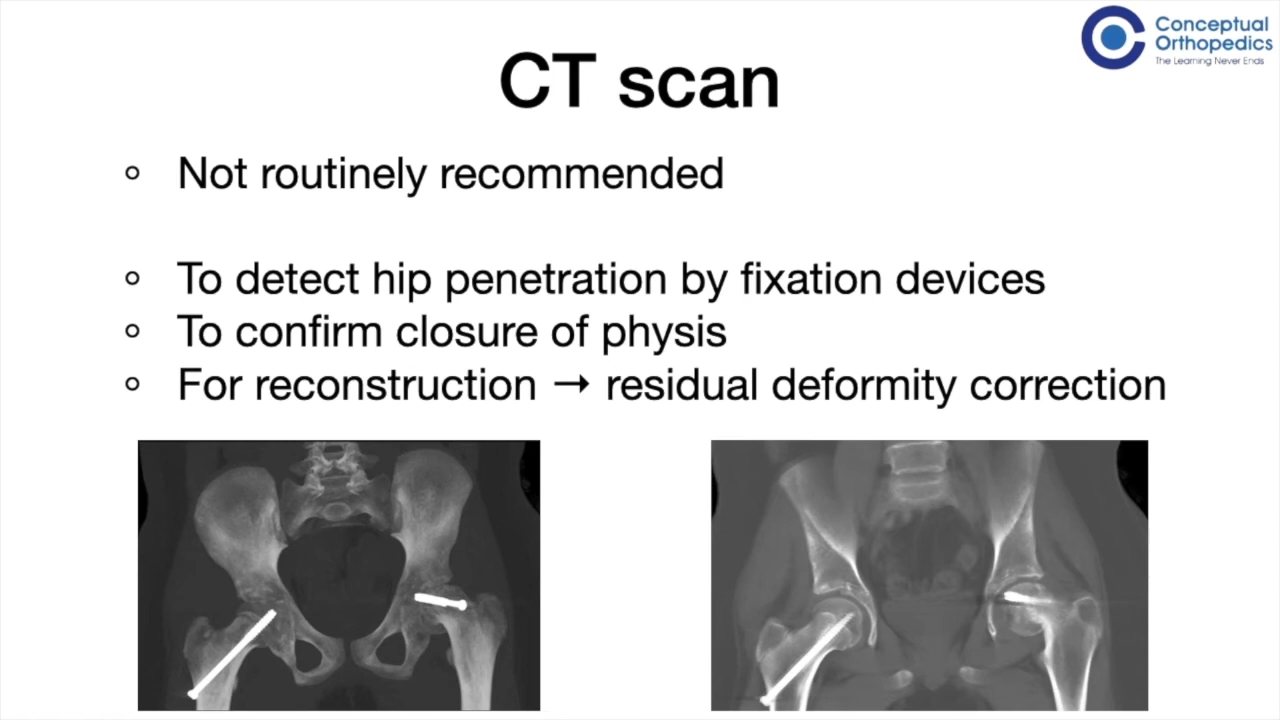 Conceptual
Orthopedics
The Learning Never Ends
CT scan
◦ Not routinely recommended
◦ To detect hip penetration by fixation devices
◦ To confirm closure of physis
◦ For reconstruction → residual deformity correction